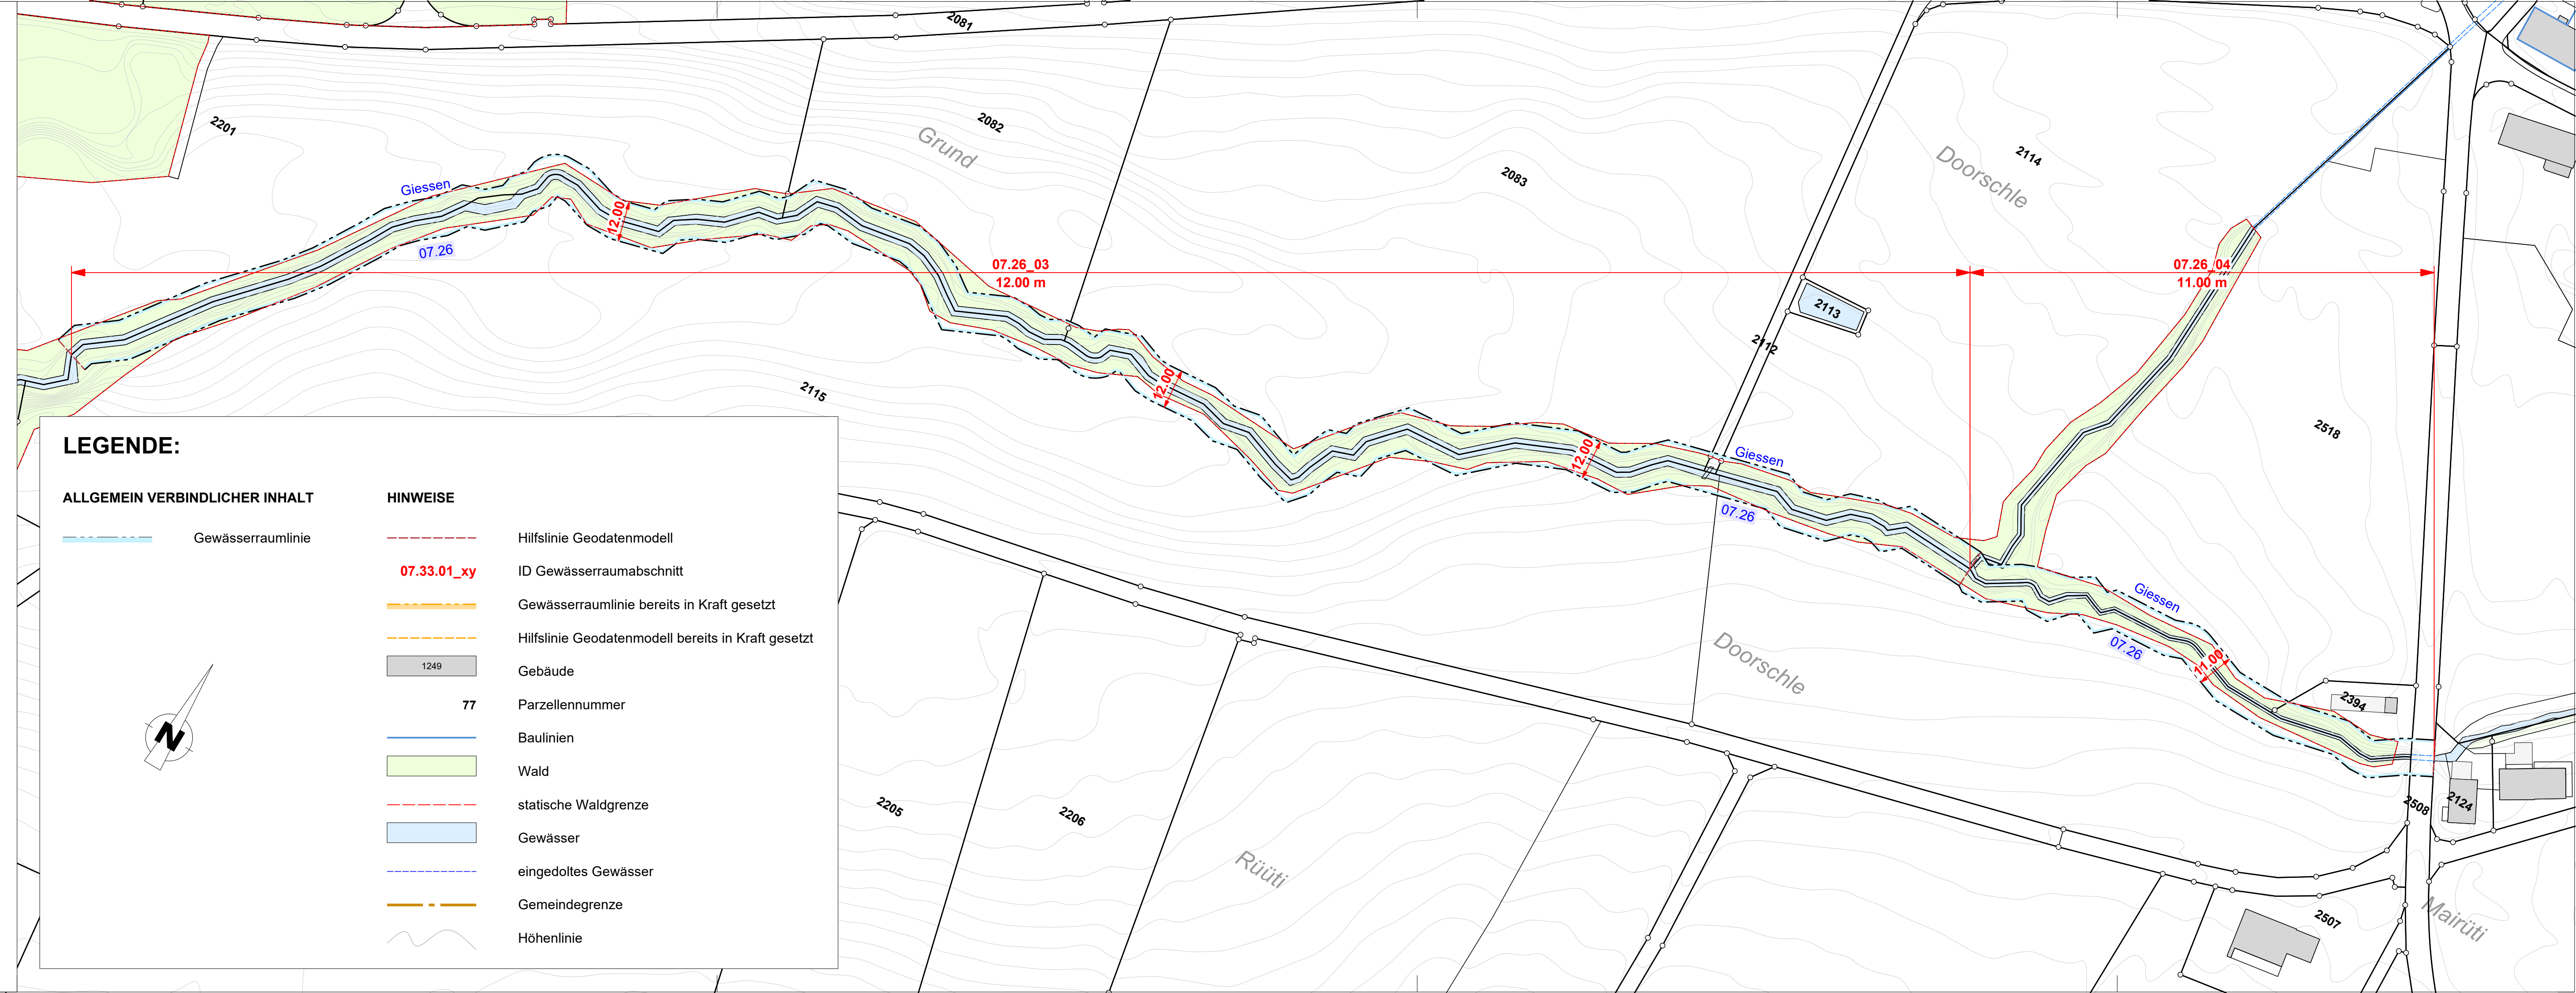 2081
2201
2082
Grund
2083
Doorschle
2114
Giessen
12.00
07.26
07.26_03
12.00 m
07.26_04
11.00 m
2113
2112
2115
12.00
12.00
Giessen
07.26
2518
Giessen
07.26
11.00
Doorschle
2394
2205
2206
Rüüti
2508
2124
2507
Mairüti
LEGENDE:
ALLGEMEIN VERBINDLICHER INHALT
Gewässerraumlinie
HINWEISE
Hilfslinie Geodatenmodell
07.33.01_xy ID Gewässerraumabschnitt
Gewässerraumlinie bereits in Kraft gesetzt
Hilfslinie Geodatenmodell bereits in Kraft gesetzt
1249 Gebäude
77 Parzellennummer
Baulinien
Wald
statische Waldgrenze
Gewässer
eingedoltes Gewässer
Gemeindegrenze
Höhenlinie
N